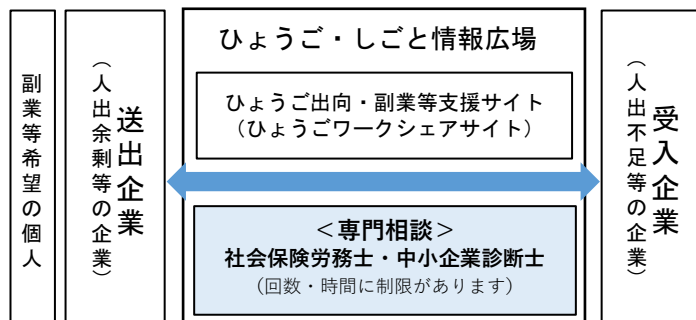 副業等希望の個人
送出企業
（人出余剰等の企業）
ひょうご・しごと情報広場
ひょうご出向・副業等支援サイト
（ひょうごワークシェアサイト）
＜専門相談＞
社会保険労務士・中小企業診断士
（回数・時間に制限があります）
受入企業
（人出不足等の企業）